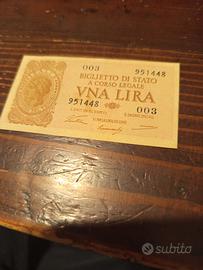 003 951448
BIGLIETTO DI STATO
A CORSO LEGALE
VNA LIRA
951448
003
subito